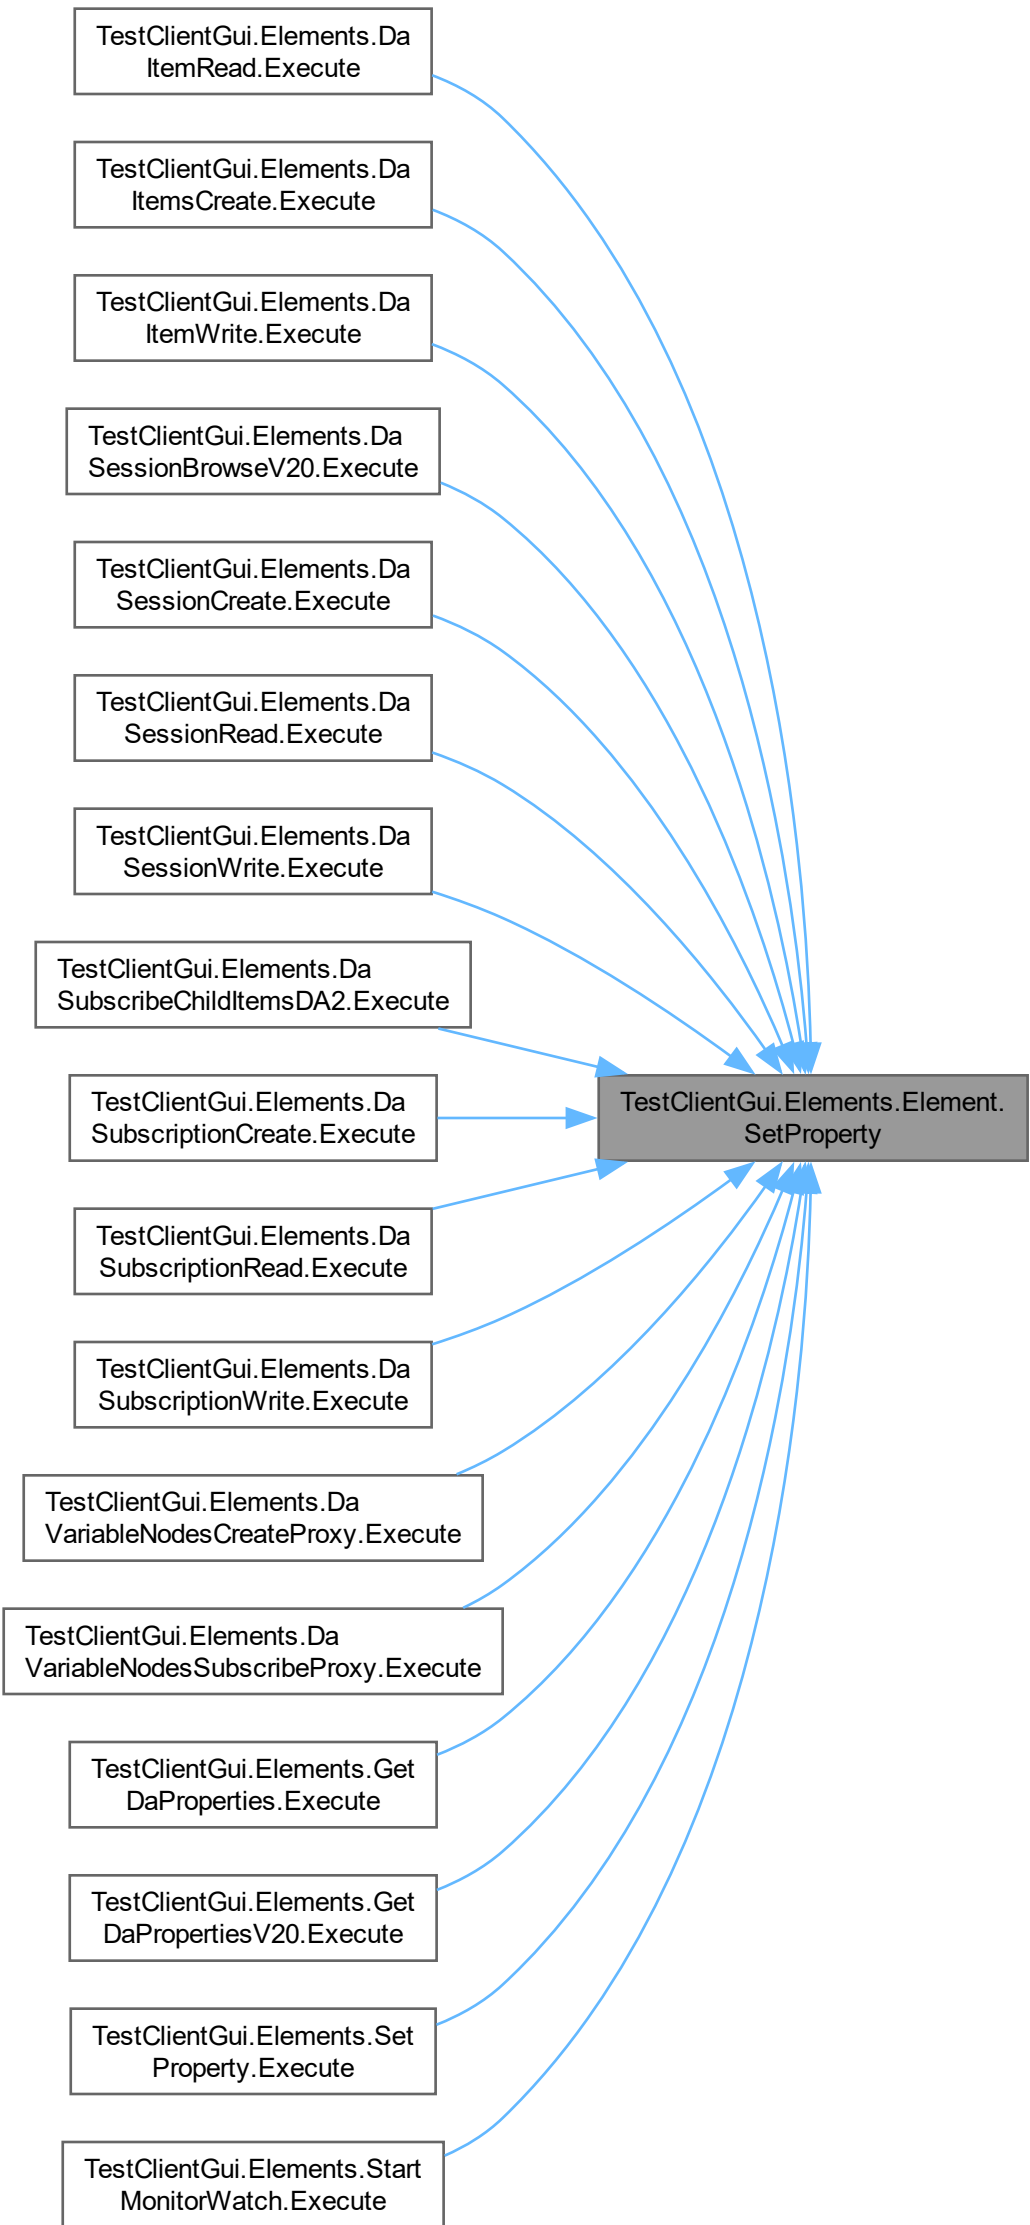 TestClientGui.Elements.Da
ItemRead.Execute
TestClientGui.Elements.Da
ItemsCreate.Execute
TestClientGui.Elements.Da
ItemWrite.Execute
TestClientGui.Elements.Da
SessionBrowseV20.Execute
TestClientGui.Elements.Da
SessionCreate.Execute
TestClientGui.Elements.Da
SessionRead.Execute
TestClientGui.Elements.Da
SessionWrite.Execute
TestClientGui.Elements.Da
SubscribeChildItemsDA2.Execute
TestClientGui.Elements.Da
SubscriptionCreate.Execute
TestClientGui.Elements.Element.
SetProperty
TestClientGui.Elements.Da
SubscriptionRead.Execute
TestClientGui.Elements.Da
SubscriptionWrite.Execute
TestClientGui.Elements.Da
VariableNodesCreateProxy.Execute
TestClientGui.Elements.Da
VariableNodesSubscribeProxy.Execute
TestClientGui.Elements.Get
DaProperties.Execute
TestClientGui.Elements.Get
DaPropertiesV20.Execute
TestClientGui.Elements.Set
Property.Execute
TestClientGui.Elements.Start
MonitorWatch.Execute